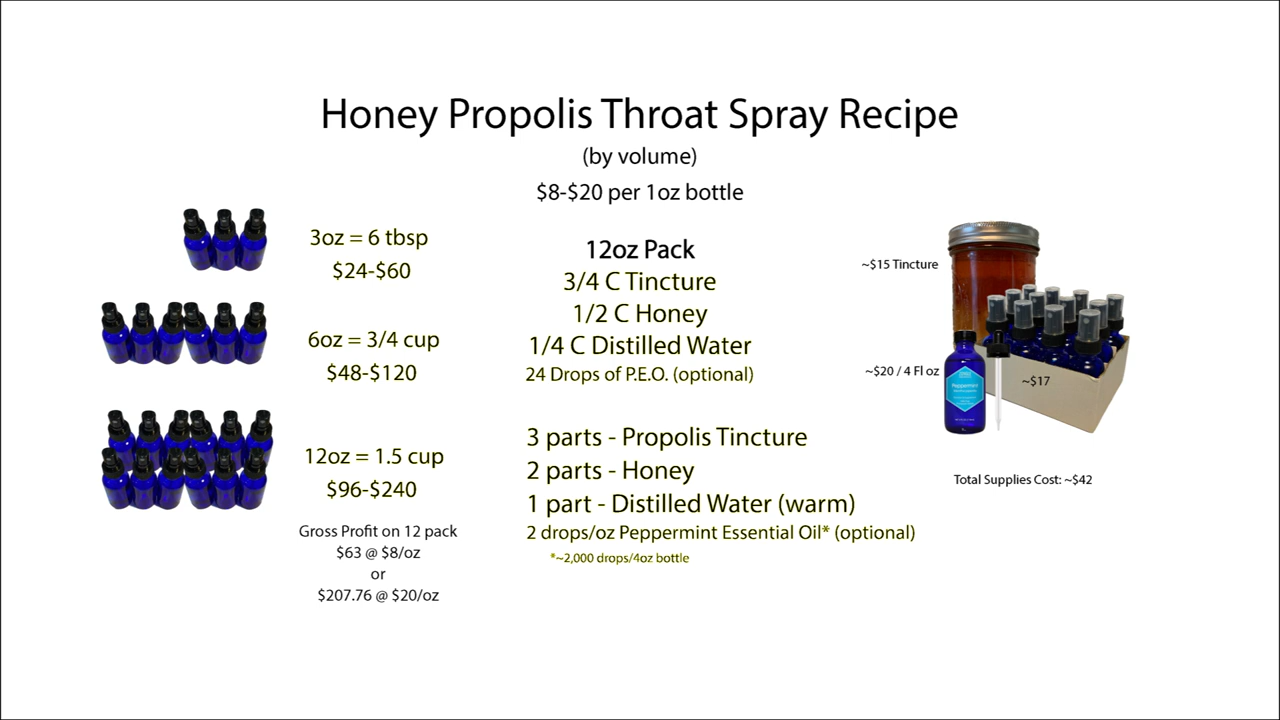 Honey Propolis Throat Spray Recipe
(by volume)
$8-$20 per 1oz bottle
3oz = 6 tbsp
$24-$60
6oz = 3/4 cup
$48-$120
12oz = 1.5 cup
$96-$240
Gross Profit on 12 pack
$63 @ $8/oz
or
$207.76 @ $20/oz
12oz Pack
3/4 C Tincture
1/2 C Honey
1/4 C Distilled Water
24 Drops of P.E.O. (optional)
3 parts - Propolis Tincture
2 parts - Honey
1 part - Distilled Water (warm)
2 drops/oz Peppermint Essential Oil* (optional)
*~2,000 drops/4oz bottle
~$15 Tincture
~$20 / 4 Fl oz
Peppermint
~$17
Total Supplies Cost: ~$42